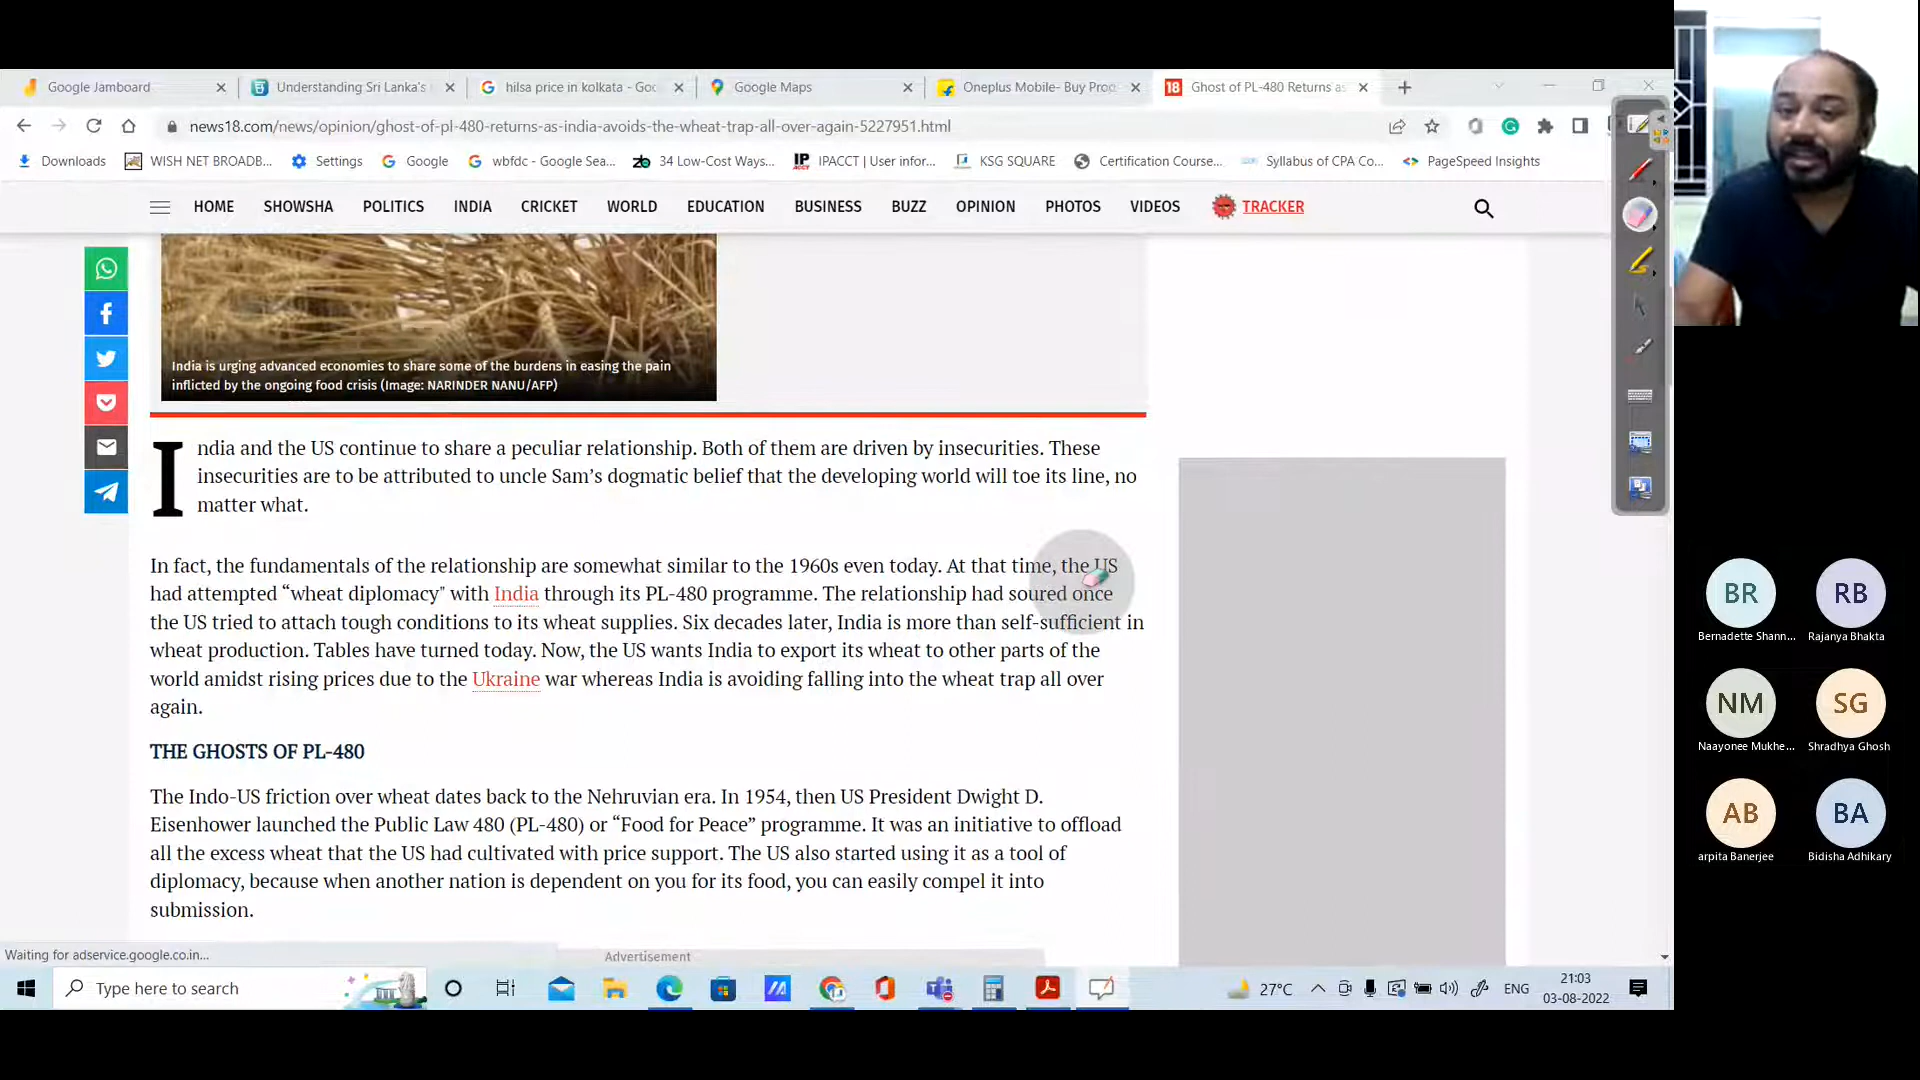 Google Jamboard
Understanding Sri Lanka's
hilsa price in kolkata - Goo
Google Maps
Oneplus Mobile- Buy Prod
18 Ghost of PL-480 Returns as
news18.com/news/opinion/ghost-of-pl-480-returns-as-india-avoids-the-wheat-trap-all-over-again-5227951.html
Downloads
WISH NET BROADB...
Settings
Google
wbfdc - Google Sea...
34 Low-Cost Ways...
IPACCT | User infor...
KSG SQUARE
Certification Course...
Syllabus of CPA Co...
PageSpeed Insights
HOME SHOWSHA POLITICS INDIA CRICKET WORLD EDUCATION BUSINESS BUZZ OPINION PHOTOS VIDEOS TRACKER
India is urging advanced economies to share some of the burdens in easing the pain
inflicted by the ongoing food crisis (Image: NARINDER NANU/AFP)
India and the US continue to share a peculiar relationship. Both of them are driven by insecurities. These
insecurities are to be attributed to uncle Sam's dogmatic belief that the developing world will toe its line, no
matter what.
In fact, the fundamentals of the relationship are somewhat similar to the 1960s even today. At that time, the US
had attempted “wheat diplomacy" with India through its PL-480 programme. The relationship had soured once
the US tried to attach tough conditions to its wheat supplies. Six decades later, India is more than self-sufficient in
wheat production. Tables have turned today. Now, the US wants India to export its wheat to other parts of the
world amidst rising prices due to the Ukraine war whereas India is avoiding falling into the wheat trap all over
again.
THE GHOSTS OF PL-480
The Indo-US friction over wheat dates back to the Nehruvian era. In 1954, then US President Dwight D.
Eisenhower launched the Public Law 480 (PL-480) or “Food for Peace” programme. It was an initiative to offload
all the excess wheat that the US had cultivated with price support. The US also started using it as a tool of
diplomacy, because when another nation is dependent on you for its food, you can easily compel it into
submission.
Waiting for adservice.google.co.in...
Advertisement
Type here to search
27°C
ENG
21:03
03-08-2022
BR
Bernadette Shann...
RB
Rajanya Bhakta
NM
Naayonee Mukhe...
SG
Shradhya Ghosh
AB
arpita Banerjee
BA
Bidisha Adhikary